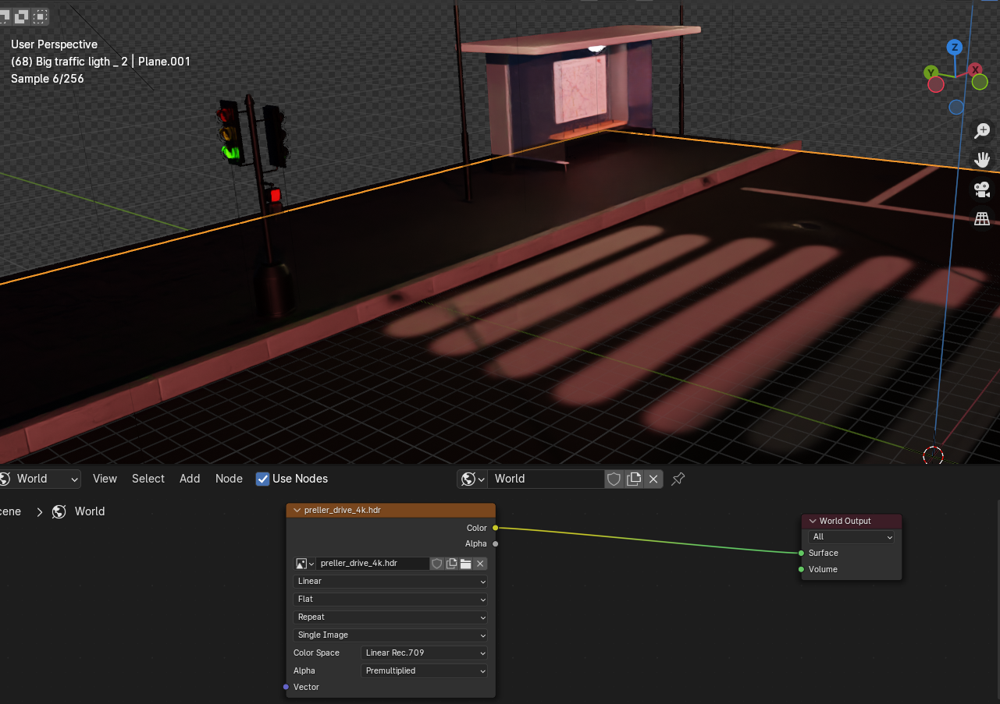 User Perspective
(68) Big traffic ligth _ 2 | Plane.001
Sample 6/256
Z
Y
X
World
View
Select
Add
Node
Use Nodes
World
cene
World
preller_drive_4k.hdr
Color
Alpha
preller_drive_4k.hdr
Linear
Flat
Repeat
Single Image
Color Space
Linear Rec.709
Alpha
Premultiplied
Vector
World Output
All
Surface
Volume